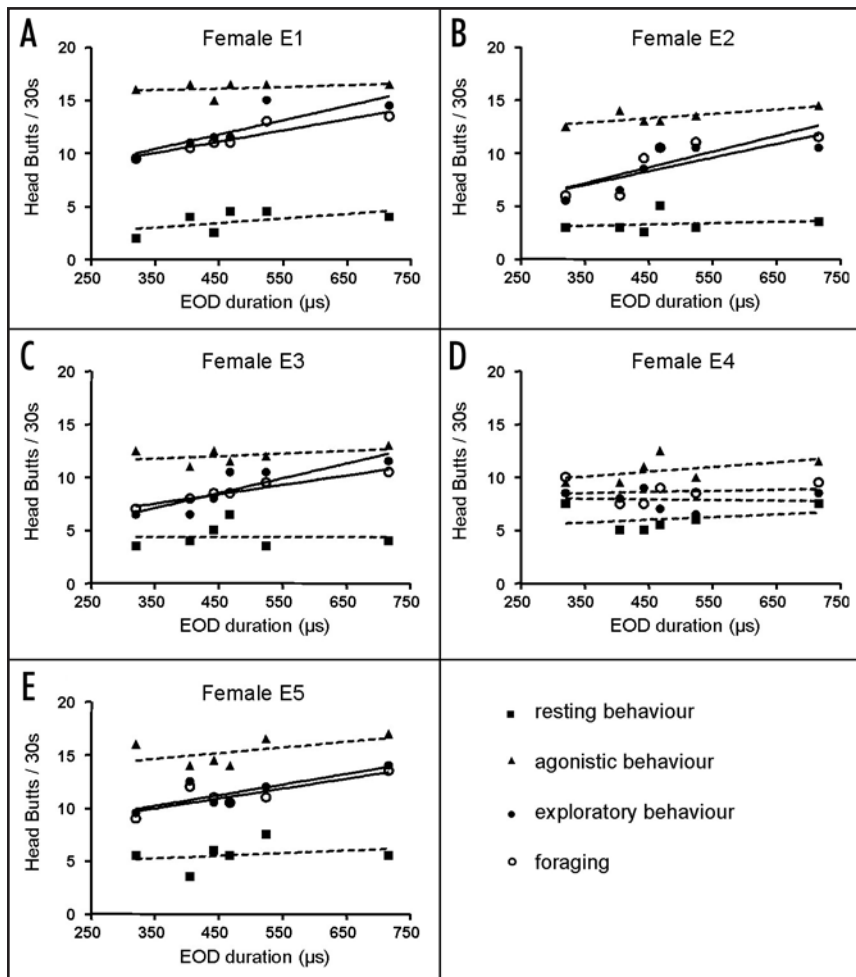 A
Female E1
20
15
10
5
0
Head Butts / 30s
250 350 450 550 650 750
EOD duration (µs)
B
Female E2
20
15
10
5
0
Head Butts / 30s
250 350 450 550 650 750
EOD duration (µs)
C
Female E3
20
15
10
5
0
Head Butts / 30s
250 350 450 550 650 750
EOD duration (µs)
D
Female E4
20
15
10
5
0
Head Butts / 30s
250 350 450 550 650 750
EOD duration (µs)
E
Female E5
20
15
10
5
0
Head Butts / 30s
250 350 450 550 650 750
EOD duration (µs)
resting behaviour
agonistic behaviour
exploratory behaviour
foraging